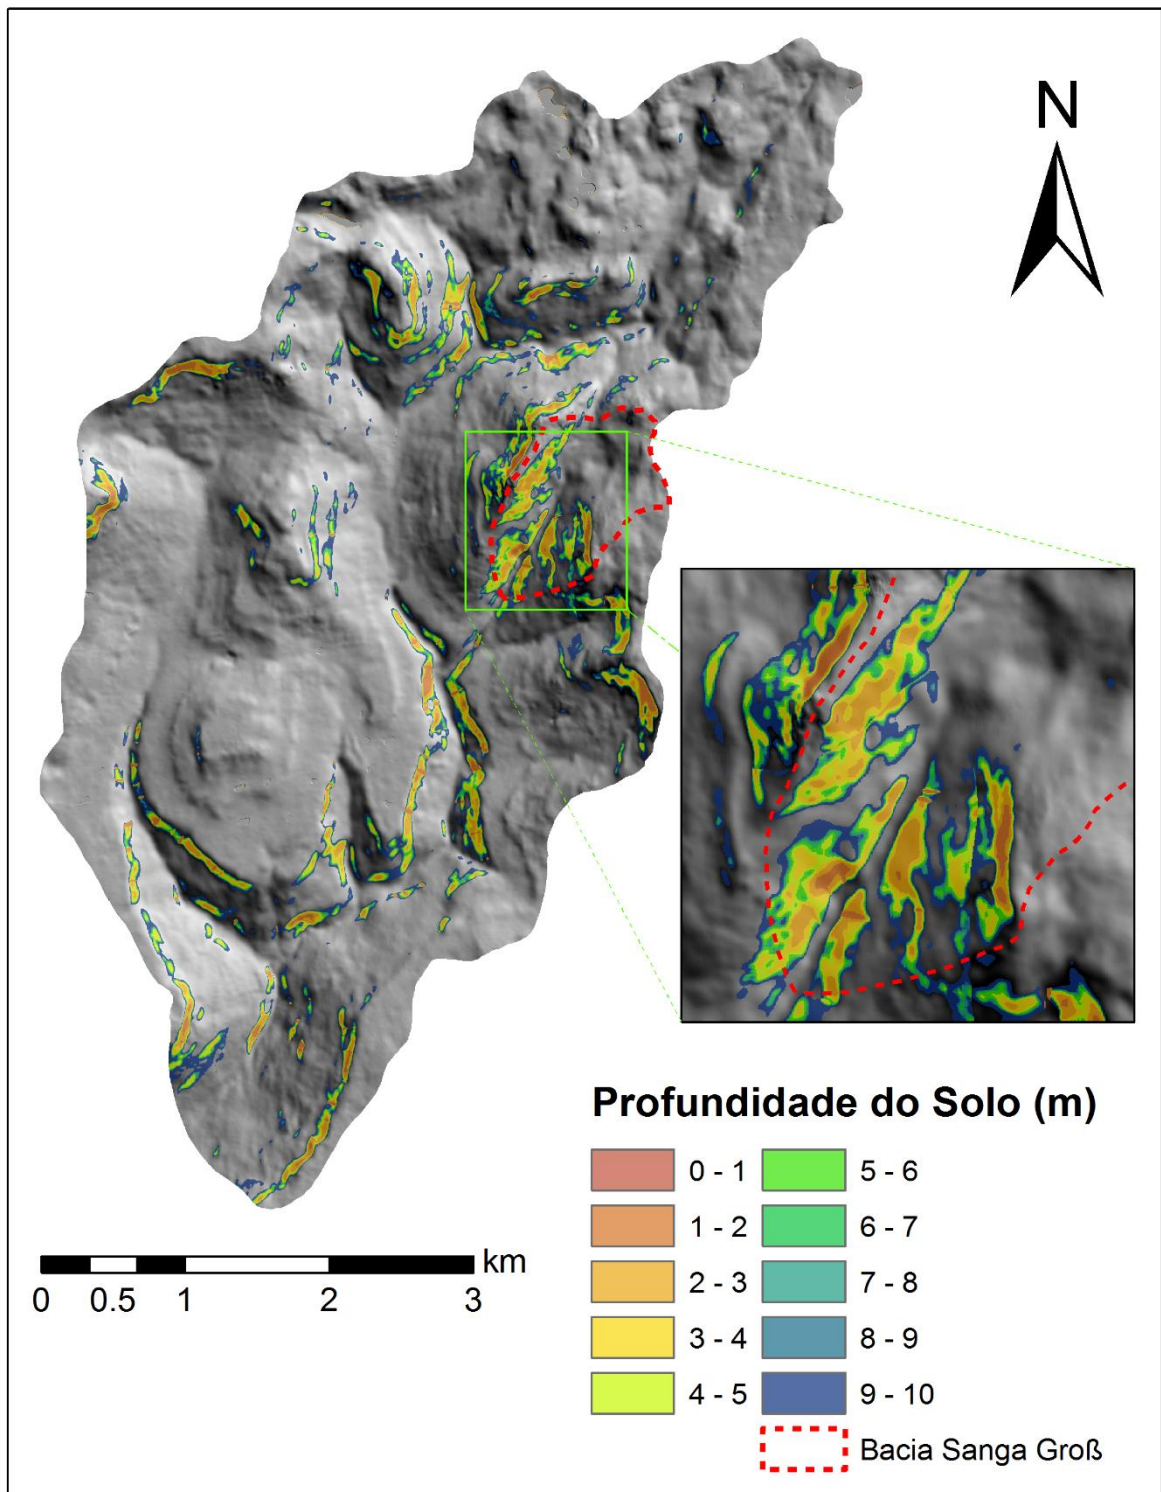 N
Profundidade do Solo (m)
0 - 1
1 - 2
2 - 3
3 - 4
4 - 5
5 - 6
6 - 7
7 - 8
8 - 9
9 - 10
Bacia Sanga Groß
km
0 0.5 1 2 3